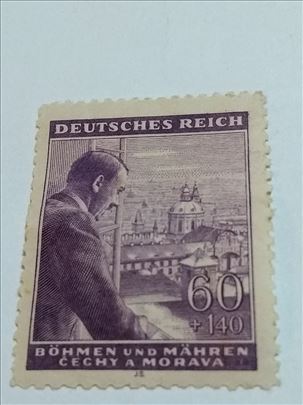 DEUTSCHES REICH
60
+ 140
BÖHMEN UND MÄHREN
ČECHY A MORAVA